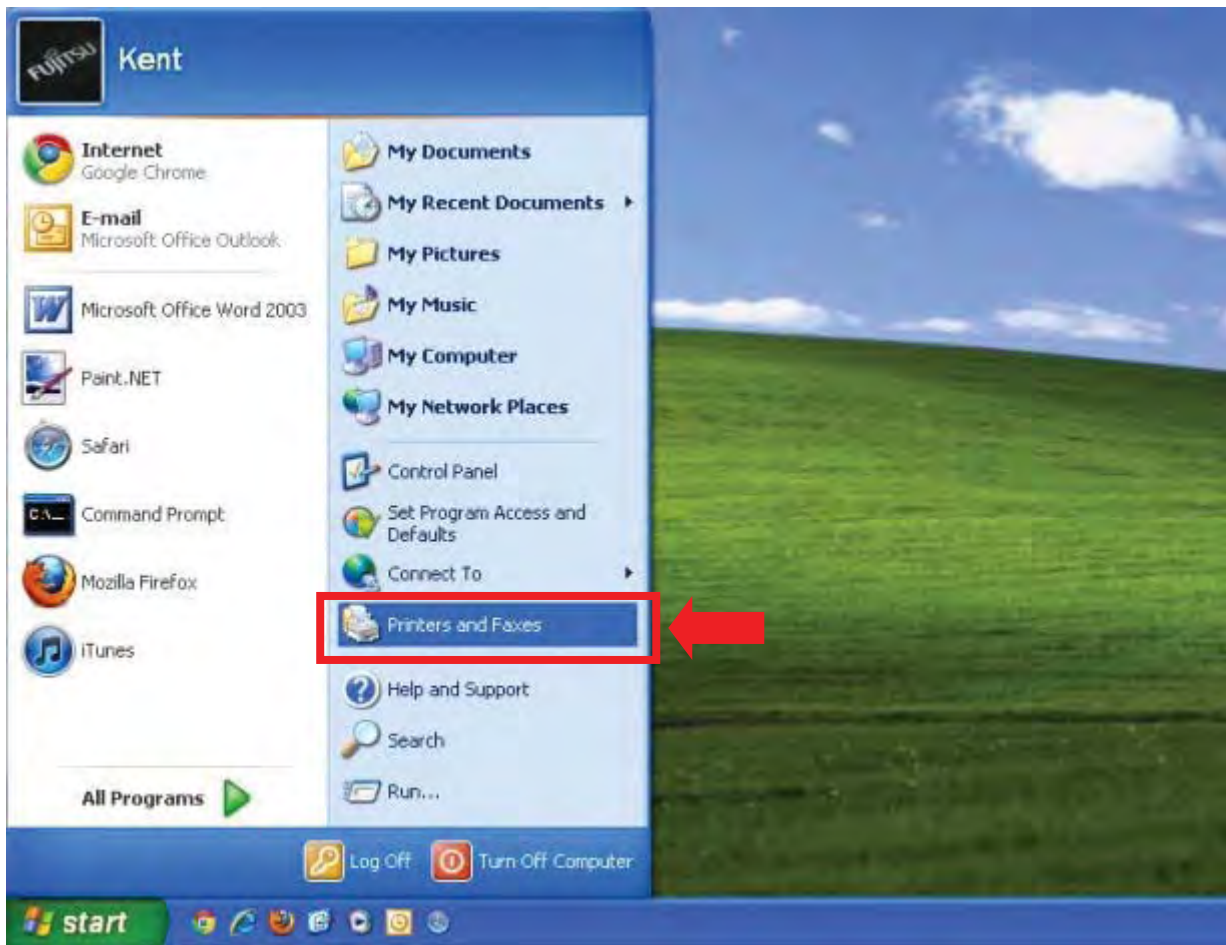 FUJITSU
Kent
Internet
Google Chrome
E-mail
Microsoft Office Outlook
Microsoft Office Word 2003
Paint.NET
Safari
Command Prompt
C:\_
Mozilla Firefox
iTunes
All Programs
My Documents
My Recent Documents
My Pictures
My Music
My Computer
My Network Places
Control Panel
Set Program Access and
Defaults
Connect To
Printers and Faxes
Help and Support
Search
Run...
Log Off
Turn Off Computer
start